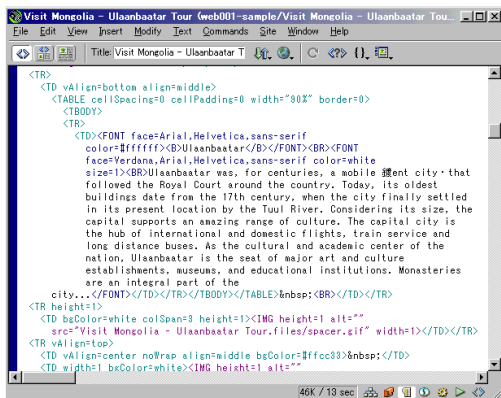 Visit Mongolia - Ulaanbaatar Tour (web001-sample/Visit Mongolia - Ulaanbaatar Tou...
File Edit View Insert Modify Text Commands Site Window Help
Title: Visit Mongolia - Ulaanbaatar T
<TR>
<TD vAlign=bottom align=middle>
<TABLE cellSpacing=0 cellPadding=0 width="90%" border=0>
<TBODY>
<TR>
<TD><FONT face=Arial,Helvetica,sans-serif
color=#ffffff><B>Ulaanbaatar</B></FONT><BR><FONT
face=Verdana,Arial,Helvetica,sans-serif color=white
size=1><BR>Ulaanbaatar was, for centuries, a mobile ent city・that
followed the Royal Court around the country. Today, its oldest
buildings date from the 17th century, when the city finally settled
in its present location by the Tuul River. Considering its size, the
capital supports an amazing range of culture. The capital city is
the hub of international and domestic flights, train service and
long distance buses. As the cultural and academic center of the
nation, Ulaanbaatar is the seat of major art and culture
establishments, museums, and educational institutions. Monasteries
are an integral part of the
city...</FONT></TD></TR></TBODY></TABLE>&nbsp;<BR></TD></TR>
<TR height=1>
<TD bgColor=white colSpan=3 height=1><IMG height=1 alt=""
src="Visit Mongolia - Ulaanbaatar Tour.files/spacer.gif" width=1></TD></TR>
<TR vAlign=top>
<TD vAlign=center noWrap align=middle bgColor=#ffcc33>&nbsp;</TD>
<TD width=1 bgColor=white><IMG height=1 alt=""
46K / 13 sec